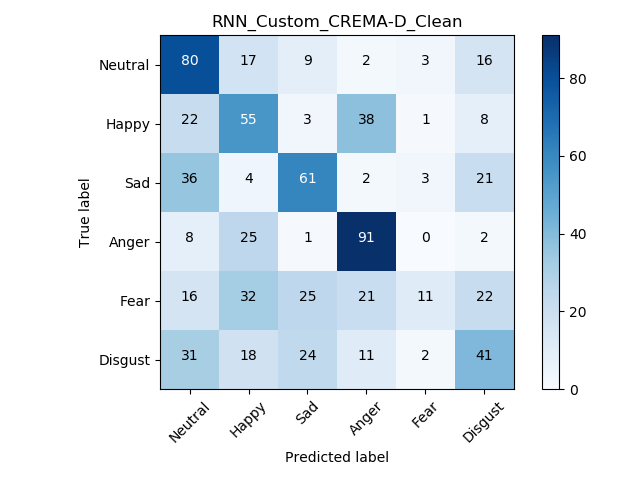 RNN_Custom_CREMA-D_Clean
Neutral 80 17 9 2 3 16
Happy 22 55 3 38 1 8
Sad 36 4 61 2 3 21
Anger 8 25 1 91 0 2
Fear 16 32 25 21 11 22
Disgust 31 18 24 11 2 41
Neutral Happy Sad Anger Fear Disgust
Predicted label
True label
80
60
40
20
0